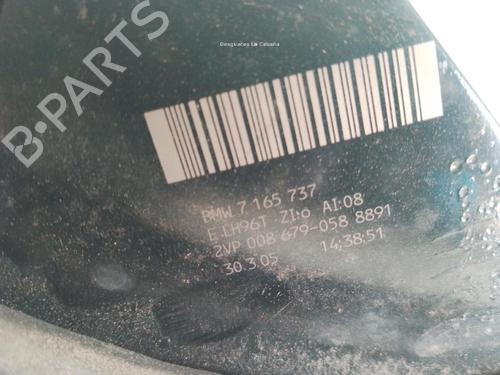 Desguaces La Cabaña
B-PARTS
BMW 7 165 737
E LH96T ZI:0 AI:08
2VP 008 679-058 8891
30.3.05 14:38:51